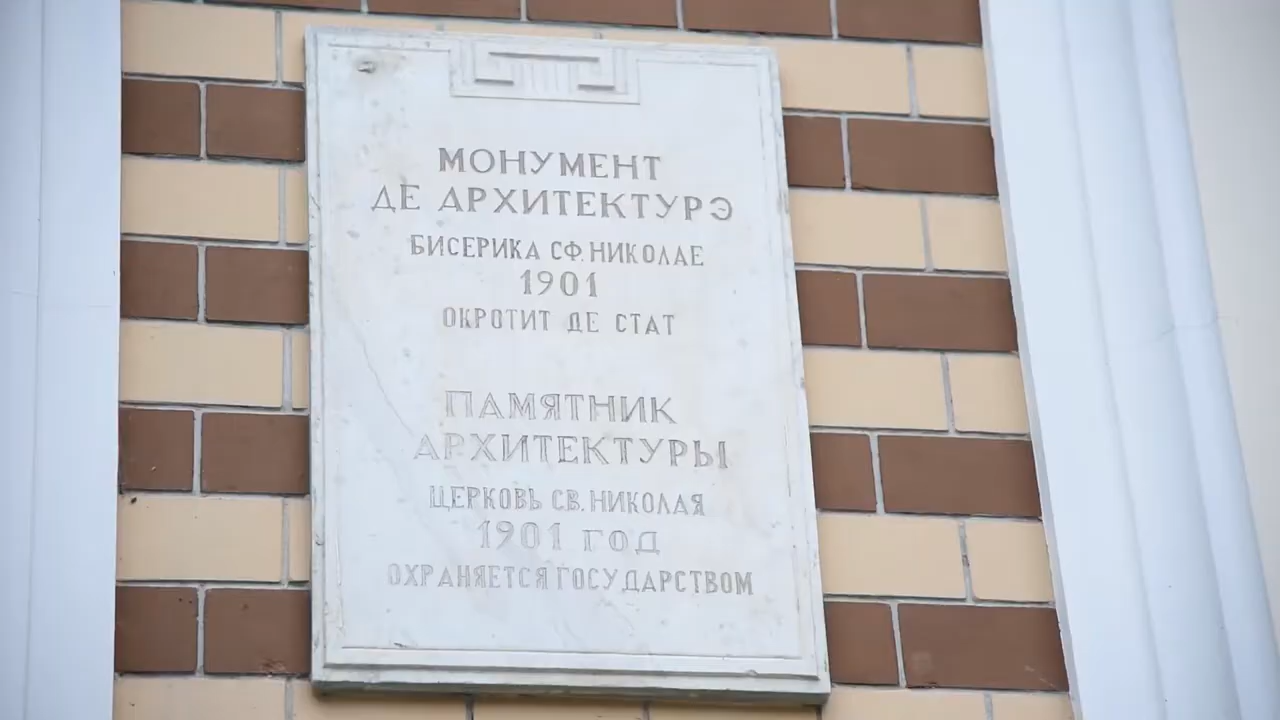 МОНУМЕНТ
ДЕ АРХИТЕКТУРЭ
БИСЕРИКА СФ. НИКОЛАЕ
1901
ОКРОТИТ ДЕ СТАТ
ПАМЯТНИК
АРХИТЕКТУРЫ
ЦЕРКОВЬ СВ. НИКОЛАЯ
1901 ГОД
ОХРАНЯЕТСЯ ГОСУДАРСТВОМ